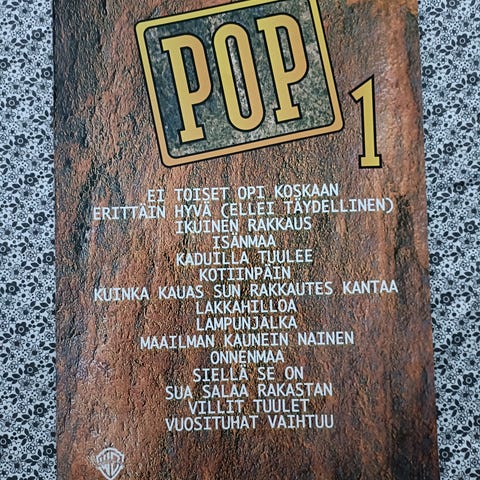 POP
1
EI TOISET OPI KOSKAAN
ERITTÄIN HYVÄ (ELLEI TÄYDELLINEN)
IKUINEN RAKKAUS
ISÄNMAA
KADUILLA TUULEE
KOTIINPÄIN
KUINKA KAUAS SUN RAKKAUTES KANTAA
LAKKAHILLOA
LAMPUNJALKA
MAAILMAN KAUNEIN NAINEN
ONNENMAA
SIELLÄ SE ON
SUA SALAA RAKASTAN
VILLIT TUULET
VUOSITUHAT VAIHTUU